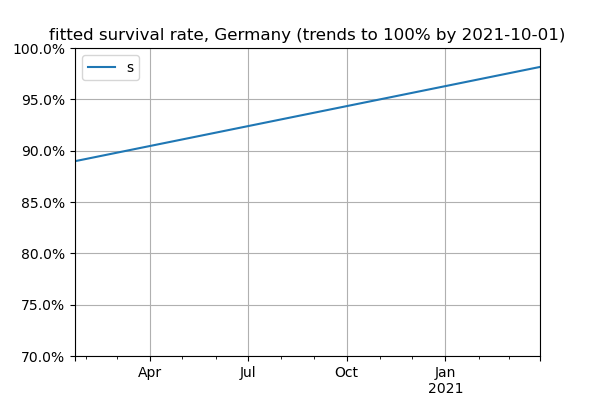 fitted survival rate, Germany (trends to 100% by 2021-10-01)
100.0%
s
95.0%
90.0%
85.0%
80.0%
75.0%
70.0%
Apr Jul Oct Jan
2021